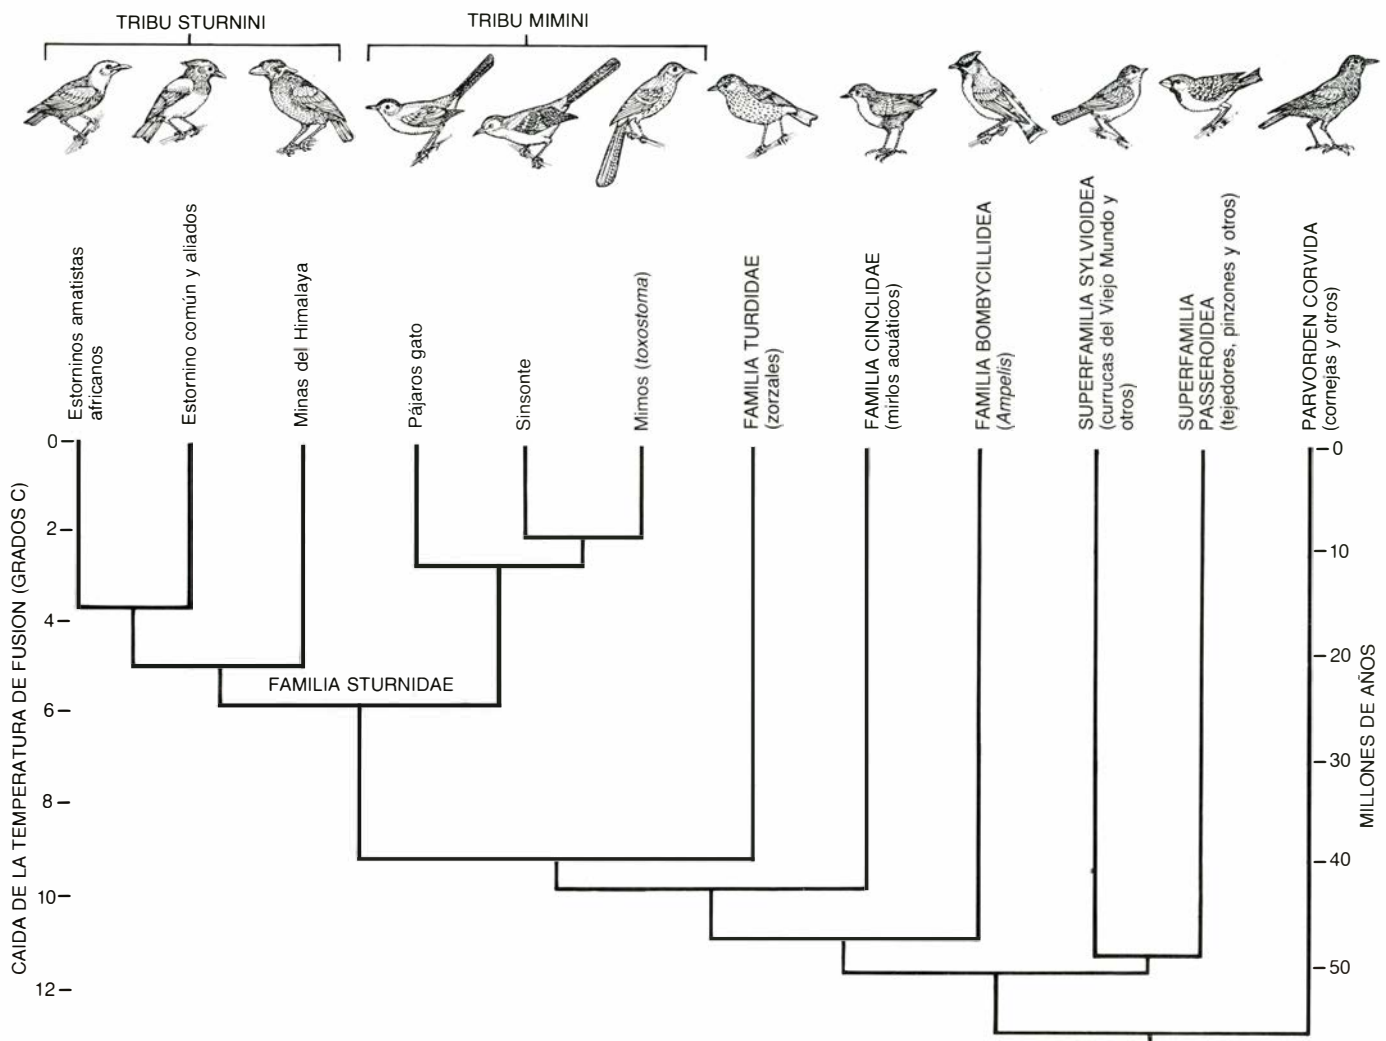 TRIBU STURNINI
TRIBU MIMINI
Estorninos amatistas
africanos
Estornino común y aliados
Minas del Himalaya
Pájaros gato
Sinsonte
Mimos (toxostoma)
FAMILIA TURDIDAE
(zorzales)
FAMILIA CINCLIDAE
(mirlos acuáticos)
FAMILIA BOMBYCILLIDEA
(Ampelis)
SUPERFAMILIA SYLVIOIDEA
(currucas del Viejo Mundo y
otros)
SUPERFAMILIA
PASSEROIDEA
(tejedores, pinzones y otros)
PARVORDEN CORVIDA
(cornejas y otros)
CAIDA DE LA TEMPERATURA DE FUSION (GRADOS C)
0
2
4
6
8
10
12
FAMILIA STURNIDAE
0
10
20
30
40
50
MILLONES DE AÑOS